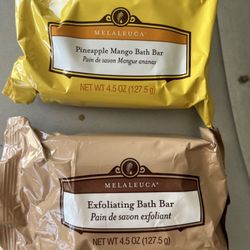 MELALEUCA®
Pineapple Mango Bath Bar
Pain de savon Mangue ananas
NET WT 4.5 OZ (127.5 g)
MELALEUCA®
Exfoliating Bath Bar
Pain de savon exfoliant
NET WT 4.5 OZ (127.5 g)